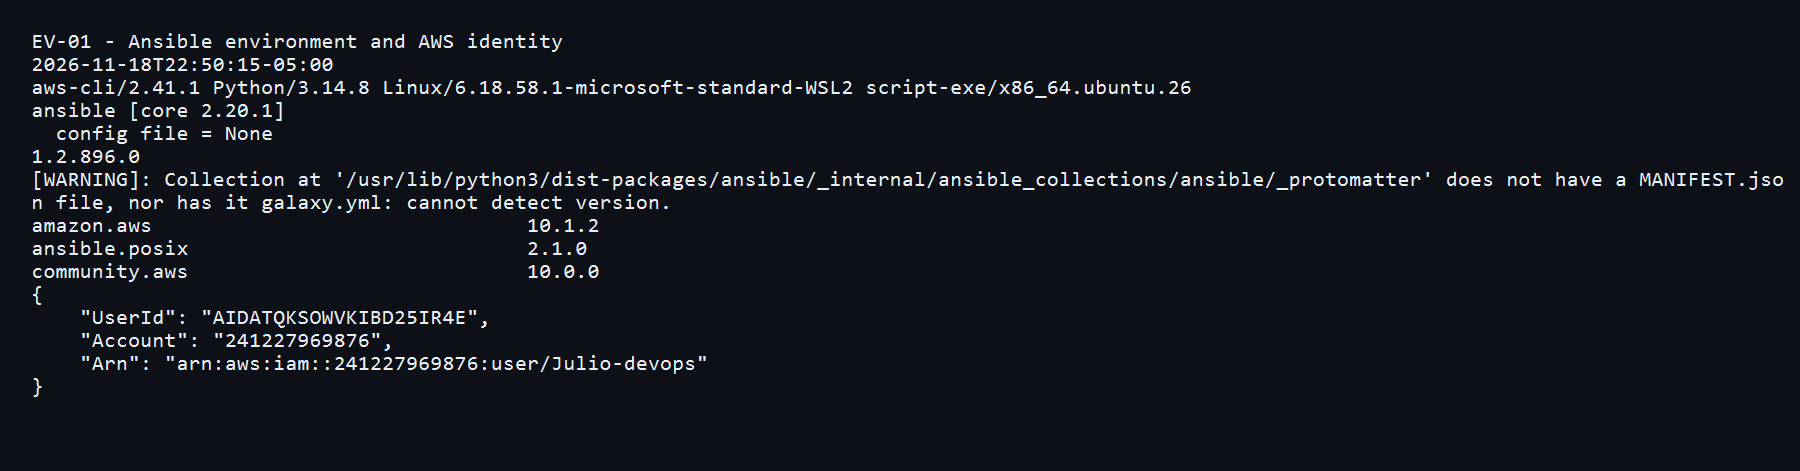 EV-01 - Ansible environment and AWS identity
2026-11-18T22:50:15-05:00
aws-cli/2.41.1 Python/3.14.8 Linux/6.18.58.1-microsoft-standard-WSL2 script-exe/x86_64.ubuntu.26
ansible [core 2.20.1]
  config file = None
1.2.896.0
[WARNING]: Collection at '/usr/lib/python3/dist-packages/ansible/_internal/ansible_collections/ansible/_protomatter' does not have a MANIFEST.jso
n file, nor has it galaxy.yml: cannot detect version.
amazon.aws                               10.1.2
ansible.posix                            2.1.0
community.aws                            10.0.0
{
    "UserId": "AIDATQKSOWVKIBD25IR4E",
    "Account": "241227969876",
    "Arn": "arn:aws:iam::241227969876:user/Julio-devops"
}